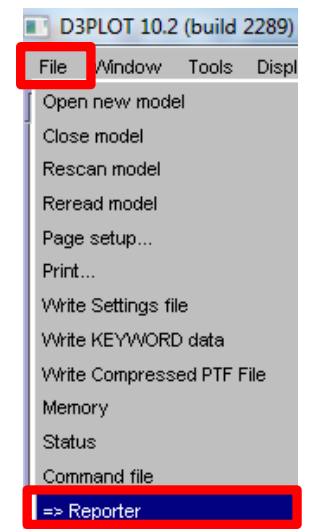 D3PLOT 10.2 (build 2289)
File Window Tools Displ
Open new model
Close model
Rescan model
Reread model
Page setup...
Print...
Write Settings file
Write KEYWORD data
Write Compressed PTF File
Memory
Status
Command file
=> Reporter